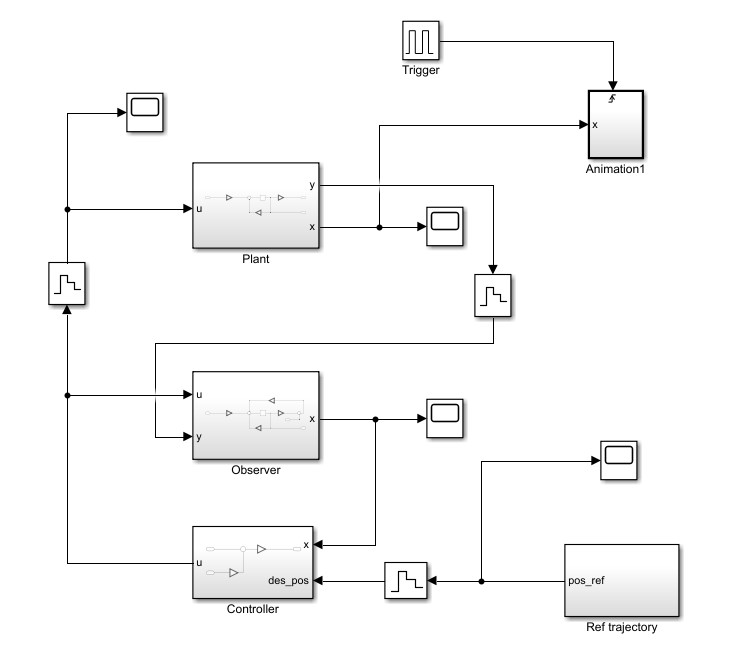 Trigger
x
Animation1
y
u
x
Plant
u
x
y
Observer
x
u
des_pos
Controller
pos_ref
Ref trajectory